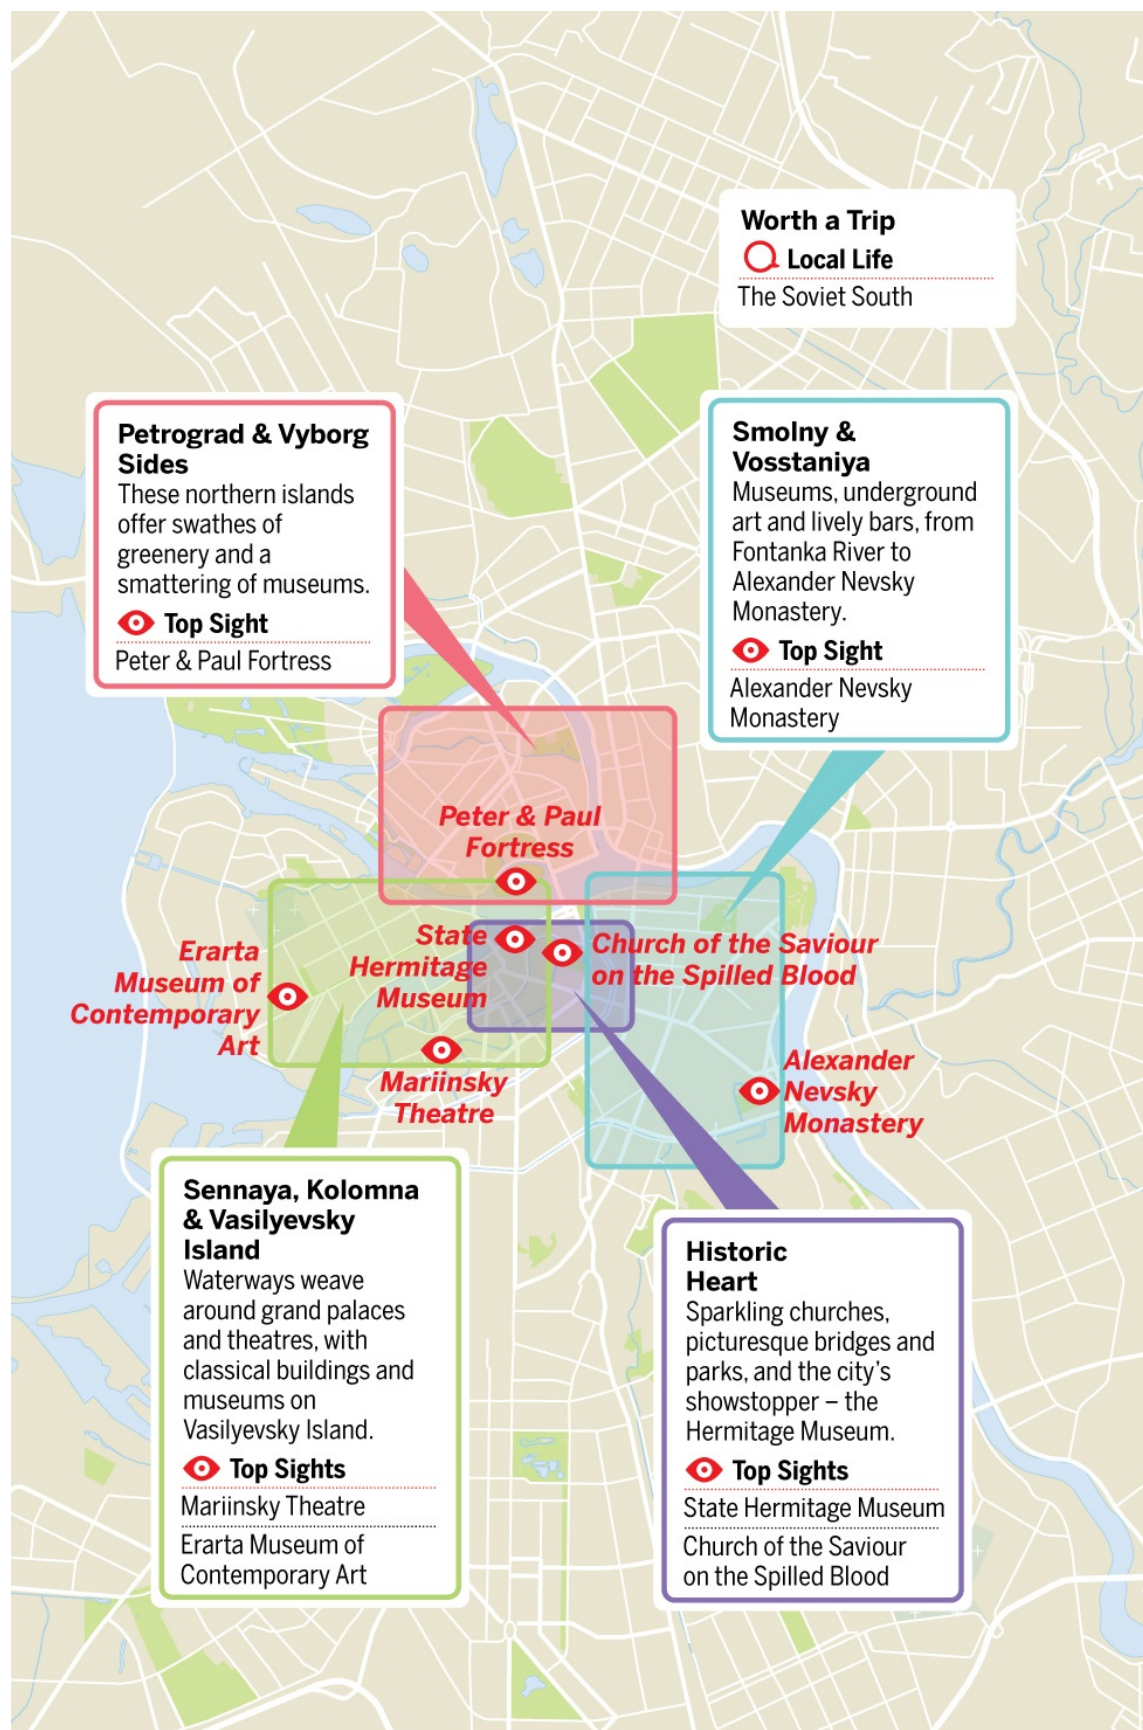 Worth a Trip
Local Life
The Soviet South
Petrograd & Vyborg
Sides
These northern islands
offer swathes of
greenery and a
smattering of museums.
Top Sight
Peter & Paul Fortress
Smolny &
Vosstaniya
Museums, underground
art and lively bars, from
Fontanka River to
Alexander Nevsky
Monastery.
Top Sight
Alexander Nevsky
Monastery
Peter & Paul
Fortress
State
Hermitage
Museum
Church of the Saviour
on the Spilled Blood
Erarta
Museum of
Contemporary
Art
Mariinsky
Theatre
Alexander
Nevsky
Monastery
Sennaya, Kolomna
& Vasilyevsky
Island
Waterways weave
around grand palaces
and theatres, with
classical buildings and
museums on
Vasilyevsky Island.
Top Sights
Mariinsky Theatre
Erarta Museum of
Contemporary Art
Historic
Heart
Sparkling churches,
picturesque bridges and
parks, and the city's
showstopper – the
Hermitage Museum.
Top Sights
State Hermitage Museum
Church of the Saviour
on the Spilled Blood